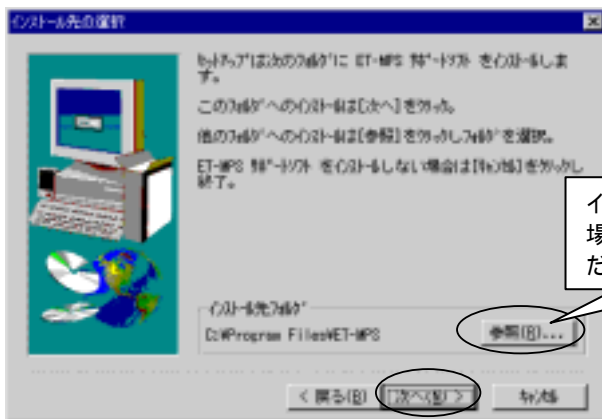 インストール先の選択
セットアップは次のフォルダに ET-MPS サポートソフト をインストールしま
す。
このフォルダへのインストールは[次へ]をクリック。
他のフォルダへのインストールは[参照]をクリックしフォルダを選択。
ET-MPS サポートソフト をインストールしない場合は[キャンセル]をクリックし
終了。
イ
場
だ
インストール先フォルダ
C:¥Program Files¥ET-MPS
参照(R)...
< 戻る(B)
次へ(N) >
キャンセル